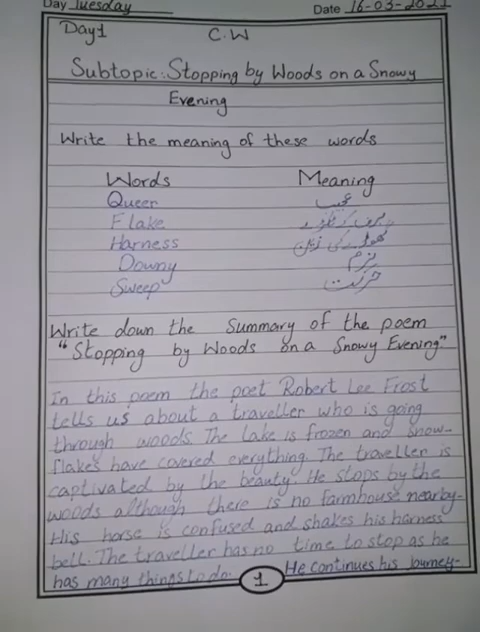 Day Tuesday Date 16-03-2021
Day1 C.W
Subtopic: Stopping by Woods on a Snowy
Evening
Write the meaning of these words
Words Meaning
Queer عجیب
Flake برف کے
Harness گھوڑے کی زین
Downy نرم
Sweep حرکت
Write down the Summary of the poem
"Stopping by Woods on a Snowy Evening"
In this poem the poet Robert Lee Frost
tells us about a traveller who is going
through woods. The lake is frozen and snow-
flakes have covered everything. The traveller is
captivated by the beauty. He stops by the
woods although there is no farmhouse nearby.
His horse is confused and shakes his harness
bell. The traveller has no time to stop as he
has many things to do. He continues his journey.
1